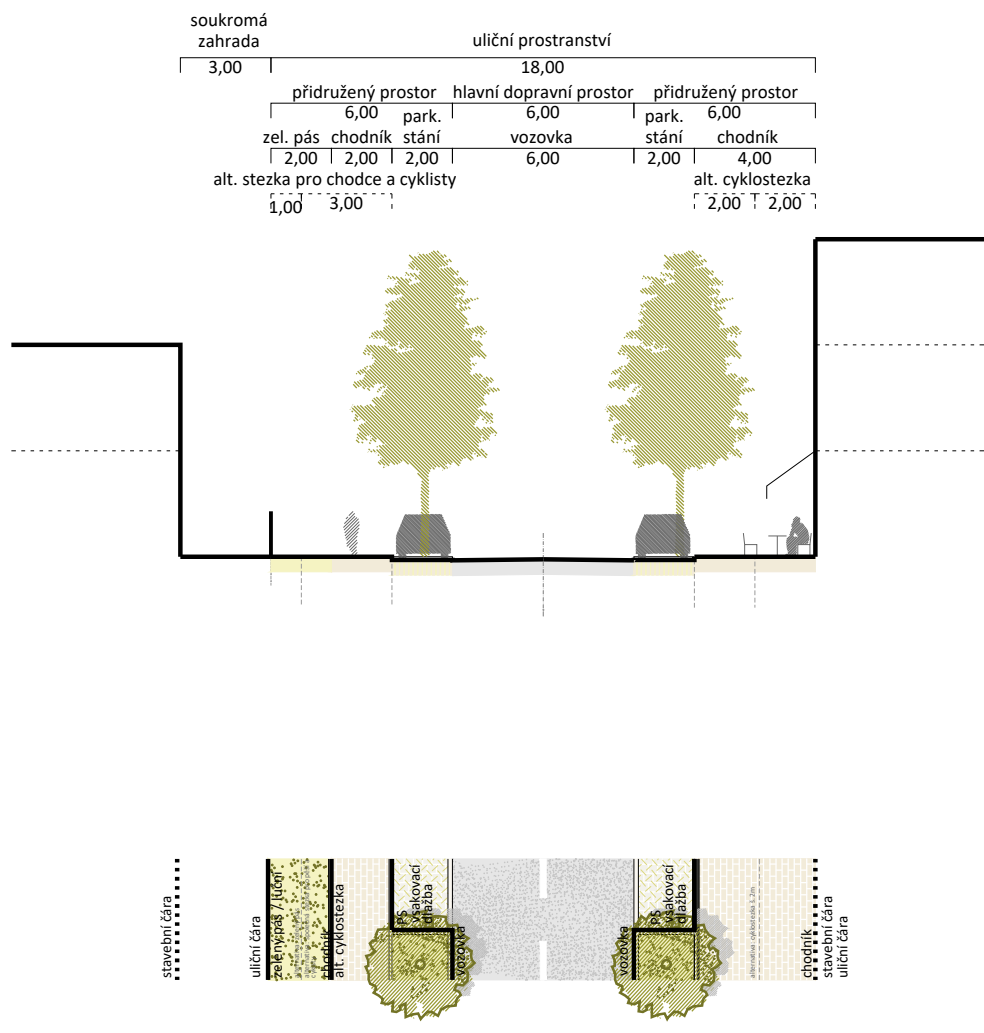 soukromá
zahrada
3,00
uliční prostranství
18,00
přidružený prostor
6,00
hlavní dopravní prostor
6,00
přidružený prostor
6,00
zel. pás
2,00
chodník
2,00
park.
stání
2,00
vozovka
6,00
park.
stání
2,00
chodník
4,00
alt. stezka pro chodce a cyklisty
1,00
3,00
alt. cyklostezka
2,00
2,00
stavební čára
uliční čára
zelený pás / luční
chodník
alt. cyklostezka
PS
vsakovací
dlažba
vozovka
vozovka
PS
vsakovací
dlažba
alternativa: cyklostezka š. 2m
chodník
stavební čára
uliční čára